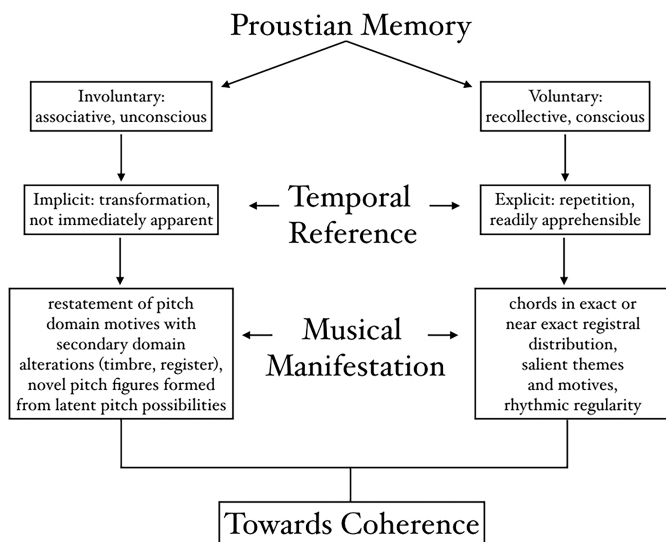 Proustian Memory
Involuntary:
associative, unconscious
Voluntary:
recollective, conscious
Implicit: transformation,
not immediately apparent
Temporal
Reference
Explicit: repetition,
readily apprehensible
restatement of pitch
domain motives with
secondary domain
alterations (timbre, register),
novel pitch figures formed
from latent pitch possibilities
Musical
Manifestation
chords in exact or
near exact registral
distribution,
salient themes
and motives,
rhythmic regularity
Towards Coherence